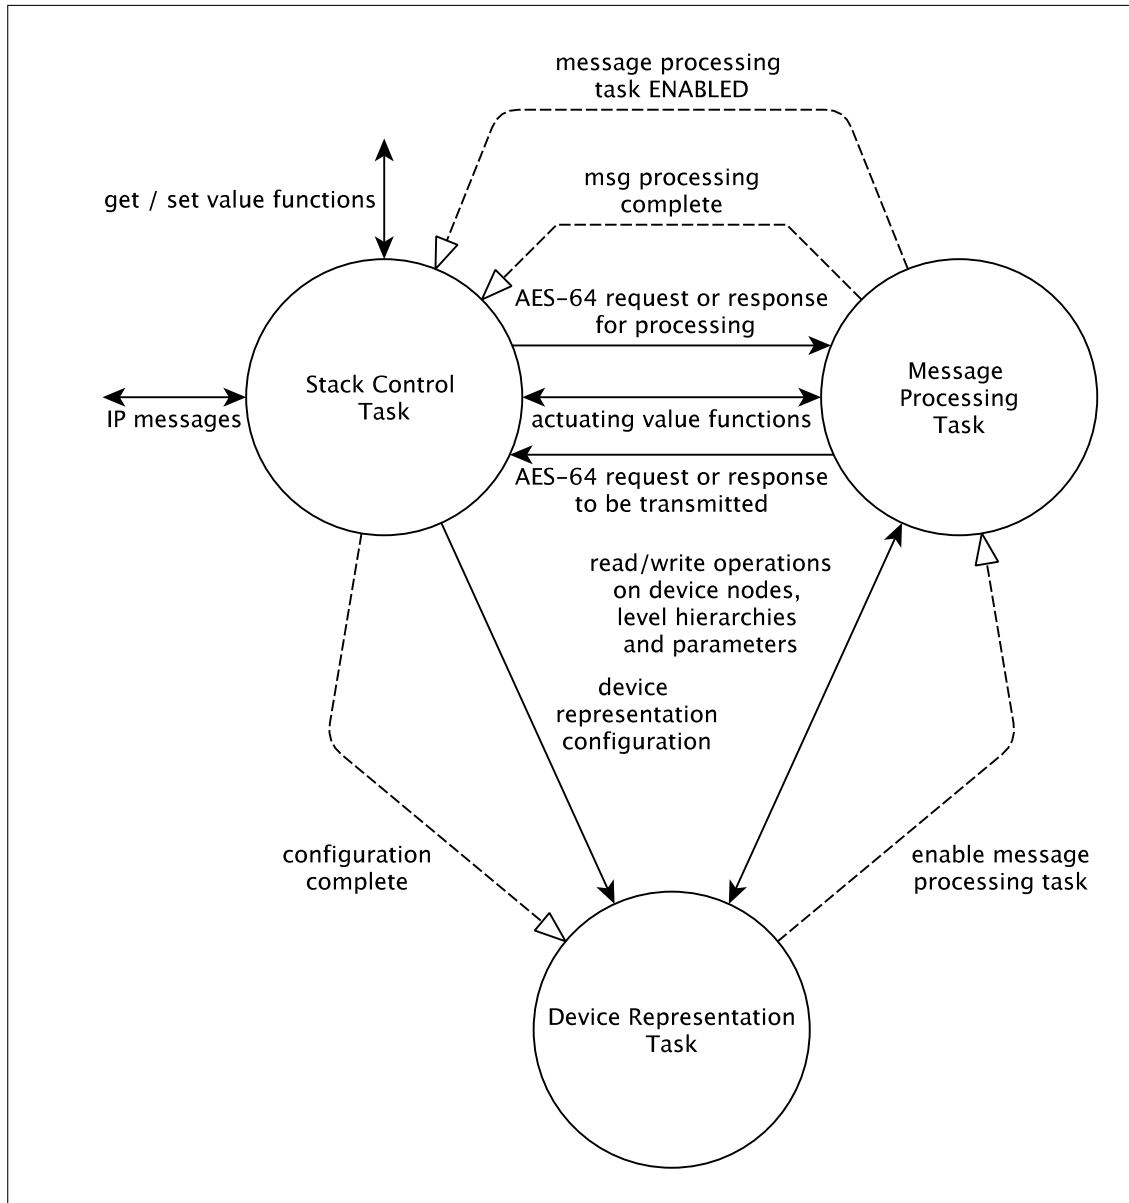 message processing
task ENABLED
msg processing
complete
get / set value functions
AES-64 request or response
for processing
Stack Control
Task
Message
Processing
Task
IP messages
actuating value functions
AES-64 request or response
to be transmitted
read/write operations
on device nodes,
level hierarchies
and parameters
device
representation
configuration
configuration
complete
enable message
processing task
Device Representation
Task